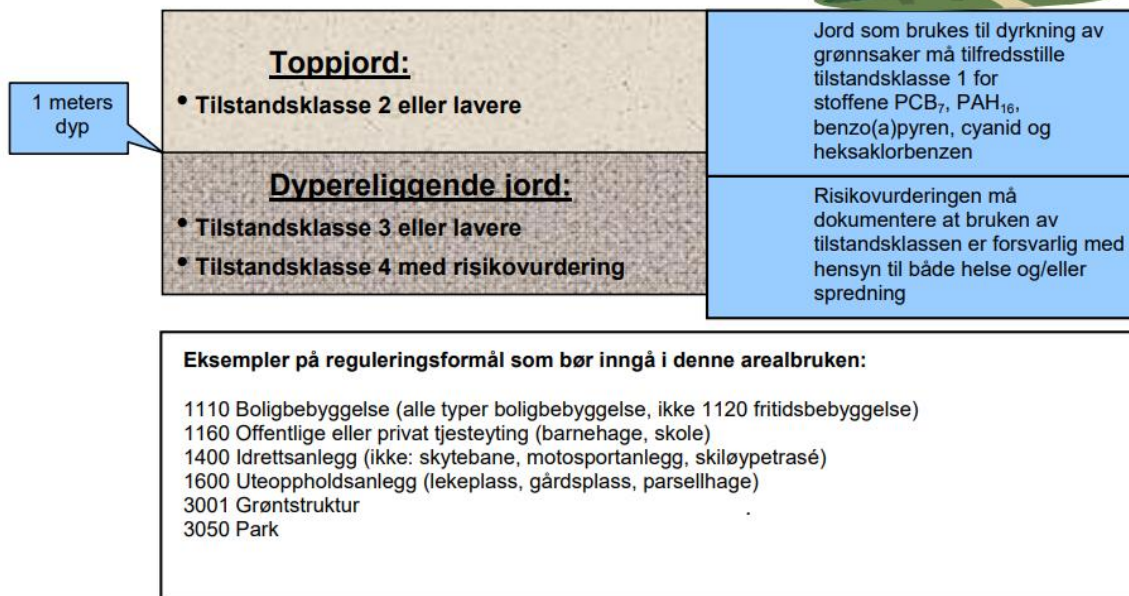 Toppjord:
• Tilstandsklasse 2 eller lavere
Jord som brukes til dyrkning av
grønnsaker må tilfredsstille
tilstandsklasse 1 for
stoffene PCB₇, PAH₁₆,
benzo(a)pyren, cyanid og
heksaklorbenzen
1 meters
dyp
Dypereliggende jord:
• Tilstandsklasse 3 eller lavere
• Tilstandsklasse 4 med risikovurdering
Risikovurderingen må
dokumentere at bruken av
tilstandsklassen er forsvarlig med
hensyn til både helse og/eller
spredning
Eksempler på reguleringsformål som bør inngå i denne arealbruken:
1110 Boligbebyggelse (alle typer boligbebyggelse, ikke 1120 fritidsbebyggelse)
1160 Offentlige eller privat tjesteyting (barnehage, skole)
1400 Idrettsanlegg (ikke: skytebane, motosportanlegg, skiløypetrasé)
1600 Uteoppholdsanlegg (lekeplass, gårdsplass, parsellhage)
3001 Grøntstruktur
3050 Park